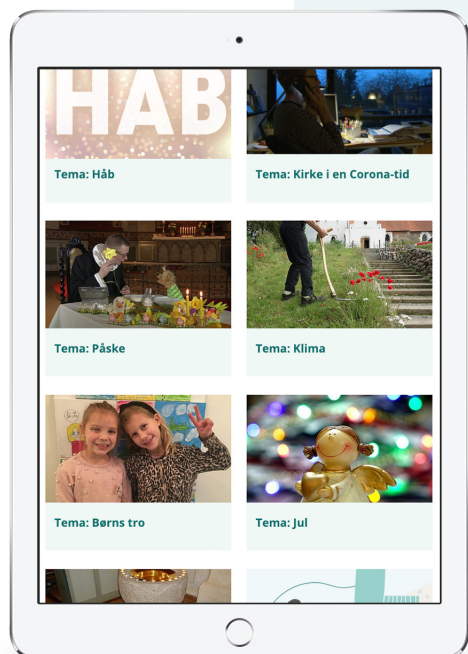 HÅB
Tema: Håb
Tema: Kirke i en Corona-tid
Tema: Påske
Tema: Klima
Tema: Børns tro
Tema: Jul